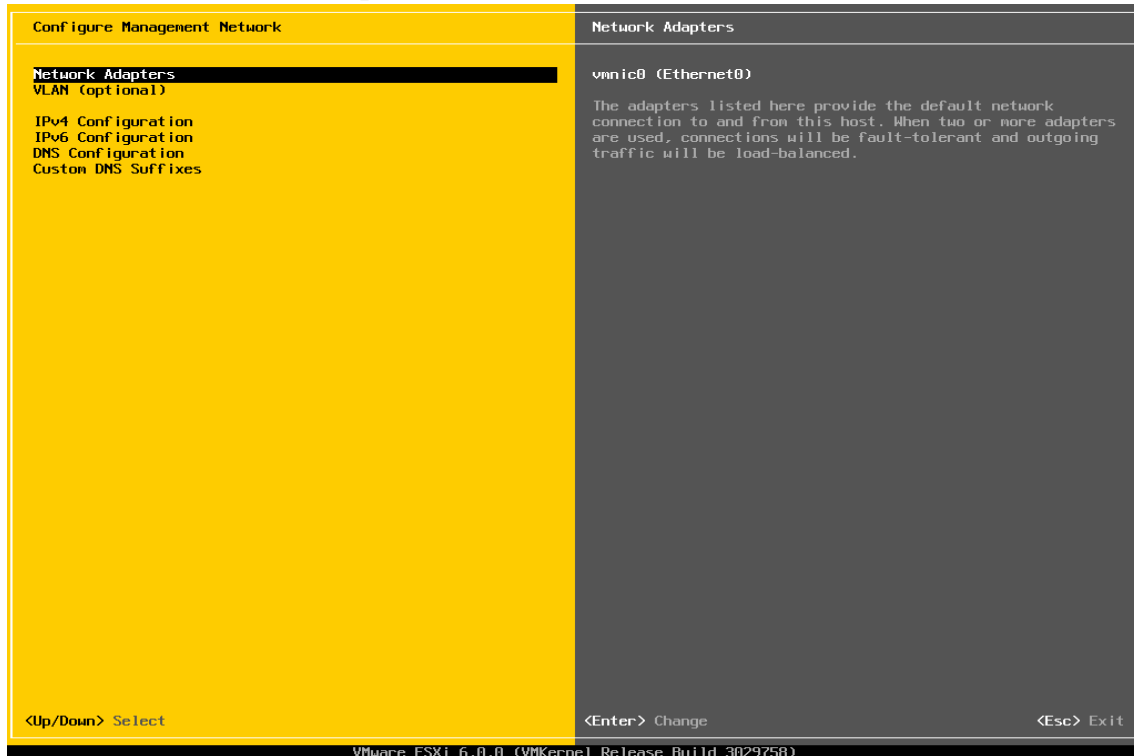 Configure Management Network
Network Adapters
VLAN (optional)
IPv4 Configuration
IPv6 Configuration
DNS Configuration
Custom DNS Suffixes
<Up/Down> Select
Network Adapters
vmnic0 (Ethernet0)
The adapters listed here provide the default network
connection to and from this host. When two or more adapters
are used, connections will be fault-tolerant and outgoing
traffic will be load-balanced.
<Enter> Change
<Esc> Exit
VMware ESXi 6.0.0 (VMKernel Release Build 3029758)